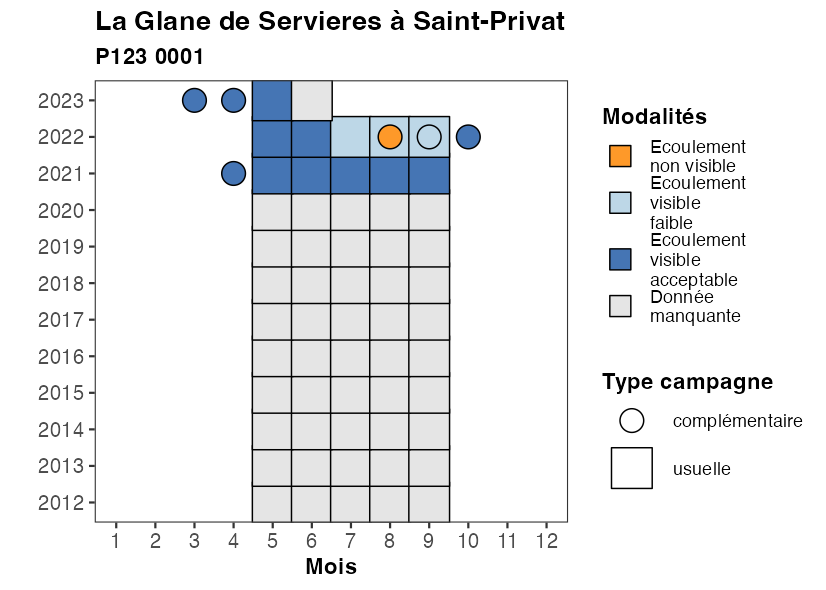 La Glane de Servieres à Saint-Privat
P123 0001
2023
2022
2021
2020
2019
2018
2017
2016
2015
2014
2013
2012
1 2 3 4 5 6 7 8 9 10 11 12
Mois
Modalités
Ecoulement
non visible
Ecoulement
visible
faible
Ecoulement
visible
acceptable
Donnée
manquante
Type campagne
complémentaire
usuelle